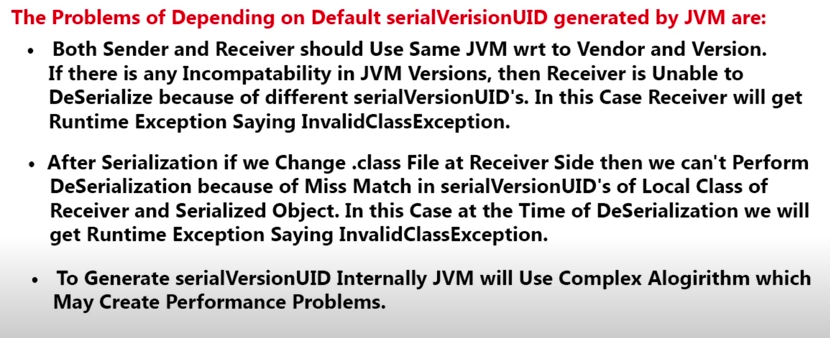 The Problems of Depending on Default serialVerisionUID generated by JVM are:
• Both Sender and Receiver should Use Same JVM wrt to Vendor and Version.
If there is any Incompatability in JVM Versions, then Receiver is Unable to
DeSerialize because of different serialVersionUID's. In this Case Receiver will get
Runtime Exception Saying InvalidClassException.
• After Serialization if we Change .class File at Receiver Side then we can't Perform
DeSerialization because of Miss Match in serialVersionUID's of Local Class of
Receiver and Serialized Object. In this Case at the Time of DeSerialization we will
get Runtime Exception Saying InvalidClassException.
• To Generate serialVersionUID Internally JVM will Use Complex Alogirithm which
May Create Performance Problems.